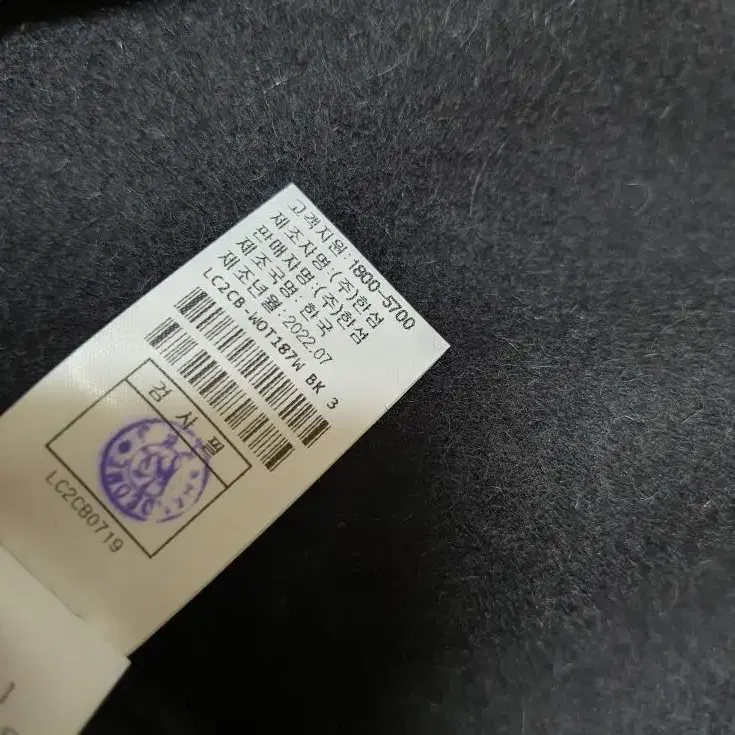 고객지원:1800-5700
제조자명:(주)한섬
판매자명:(주)한섬
제조국명: 한국
제조년월:2022.07
LC2CB-WOT187W BK 3
검 사 필
LC2CB0719